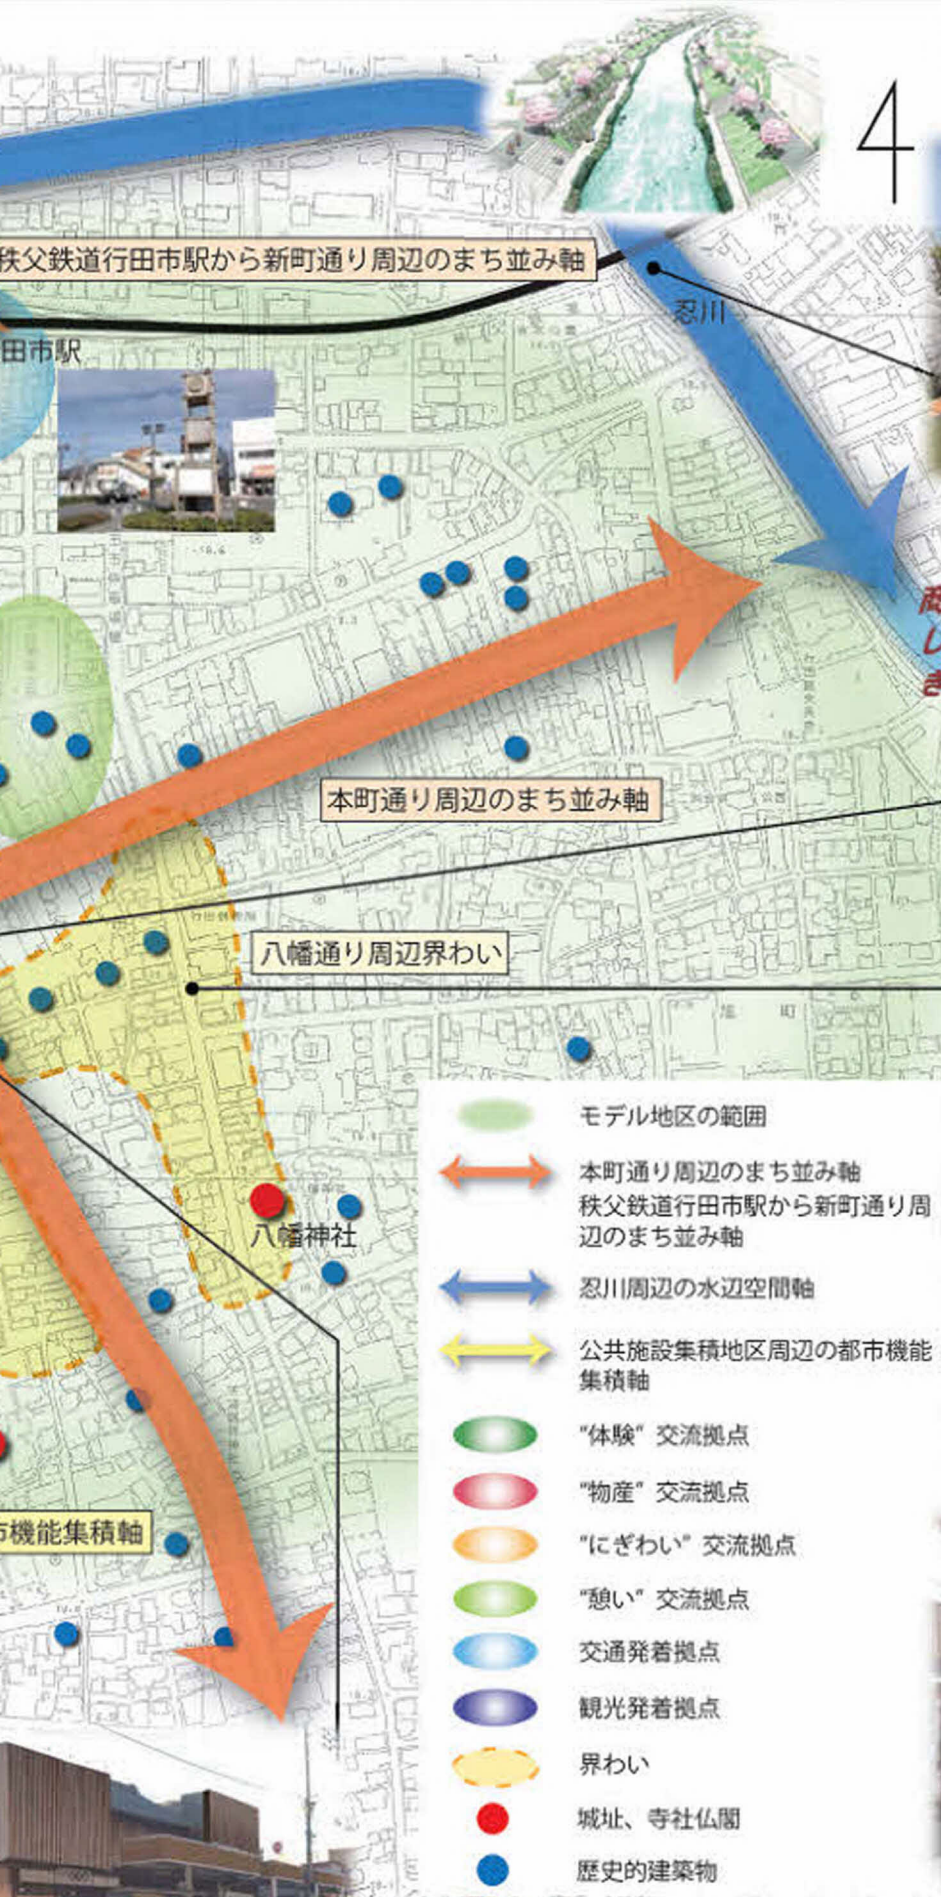 4
秩父鉄道行田市駅から新町通り周辺のまち並み軸
忍川
田市駅
商
し
き
本町通り周辺のまち並み軸
八幡通り周辺界わい
旭 町
八幡神社
市機能集積軸
モデル地区の範囲
本町通り周辺のまち並み軸
秩父鉄道行田市駅から新町通り周
辺のまち並み軸
忍川周辺の水辺空間軸
公共施設集積地区周辺の都市機能
集積軸
“体験”交流拠点
“物産”交流拠点
“にぎわい”交流拠点
“憩い”交流拠点
交通発着拠点
観光発着拠点
界わい
城址、寺社仏閣
歴史的建築物